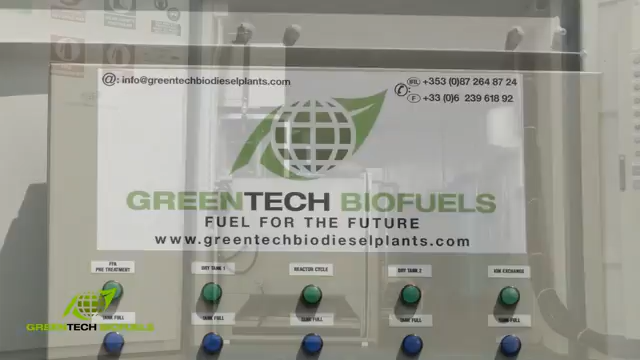 @: info@greentechbiodieselplants.com
IRL +353 (0)87 264 87 24
F +33 (0)6 239 618 92
GREENTECH BIOFUELS
FUEL FOR THE FUTURE
www.greentechbiodieselplants.com
FFA PRE TREATMENT
DRY TANK 1
REACTOR CYCLE
DRY TANK 2
ION EXCHANGE
TANK FULL
TANK FULL
TANK FULL
TANK FULL
TANK FULL
GREENTECH BIOFUELS